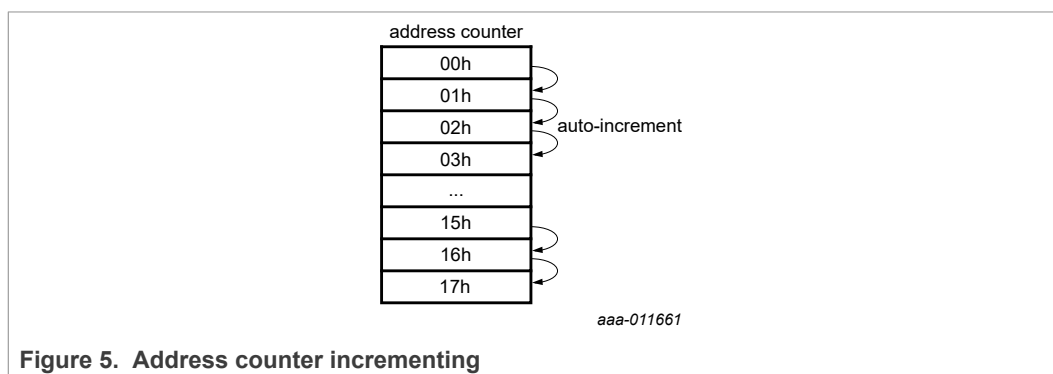 address counter
00h
01h
02h
auto-increment
03h
...
15h
16h
17h
aaa-011661
Figure 5. Address counter incrementing